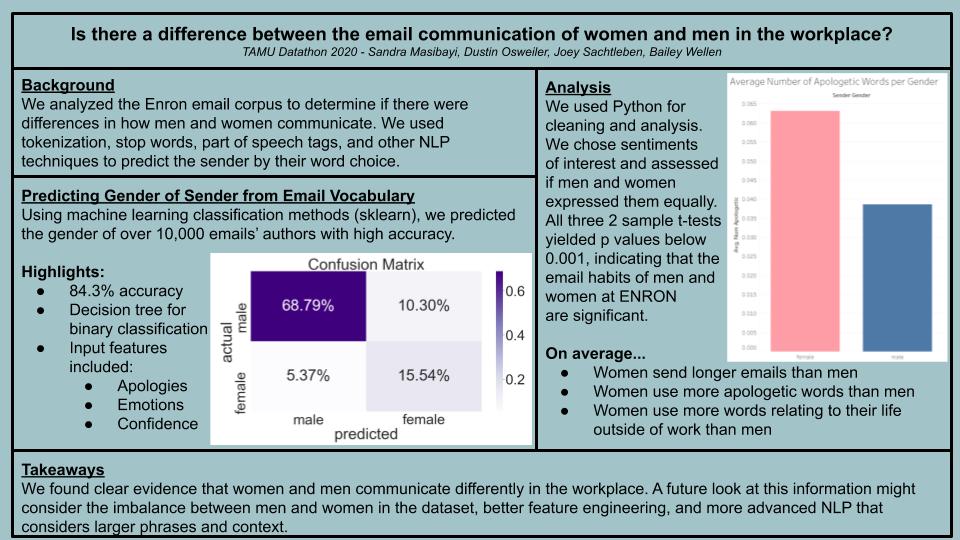 Is there a difference between the email communication of women and men in the workplace?
TAMU Datathon 2020 - Sandra Masibayi, Dustin Osweiler, Joey Sachtleben, Bailey Wellen
Background
We analyzed the Enron email corpus to determine if there were
differences in how men and women communicate. We used
tokenization, stop words, part of speech tags, and other NLP
techniques to predict the sender by their word choice.
Predicting Gender of Sender from Email Vocabulary
Using machine learning classification methods (sklearn), we predicted
the gender of over 10,000 emails' authors with high accuracy.
Highlights:
● 84.3% accuracy
● Decision tree for
binary classification
● Input features
included:
● Apologies
● Emotions
● Confidence
Confusion Matrix
actual
male
female
68.79% 10.30%
5.37% 15.54%
male female
predicted
0.6
0.4
0.2
Analysis
We used Python for
cleaning and analysis.
We chose sentiments
of interest and assessed
if men and women
expressed them equally.
All three 2 sample t-tests
yielded p values below
0.001, indicating that the
email habits of men and
women at ENRON
are significant.
Average Number of Apologetic Words per Gender
Sender Gender
Avg. Num Apologetic
0.065
0.060
0.055
0.050
0.045
0.040
0.035
0.030
0.025
0.020
0.015
0.010
0.005
0.000
female male
On average...
● Women send longer emails than men
● Women use more apologetic words than men
● Women use more words relating to their life
outside of work than men
Takeaways
We found clear evidence that women and men communicate differently in the workplace. A future look at this information might
consider the imbalance between men and women in the dataset, better feature engineering, and more advanced NLP that
considers larger phrases and context.